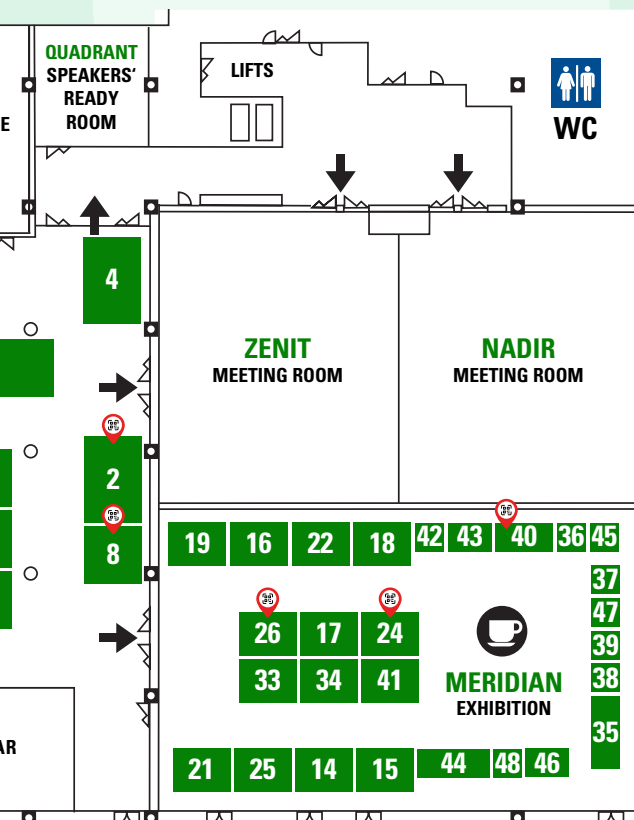 QUADRANT
SPEAKERS'
READY
ROOM
LIFTS
WC
E
4
ZENIT
MEETING ROOM
NADIR
MEETING ROOM
2
8
19 16 22 18 42 43 40 36 45
37
47
39
38
35
26 17 24
33 34 41
MERIDIAN
EXHIBITION
AR
21 25 14 15 44 48 46